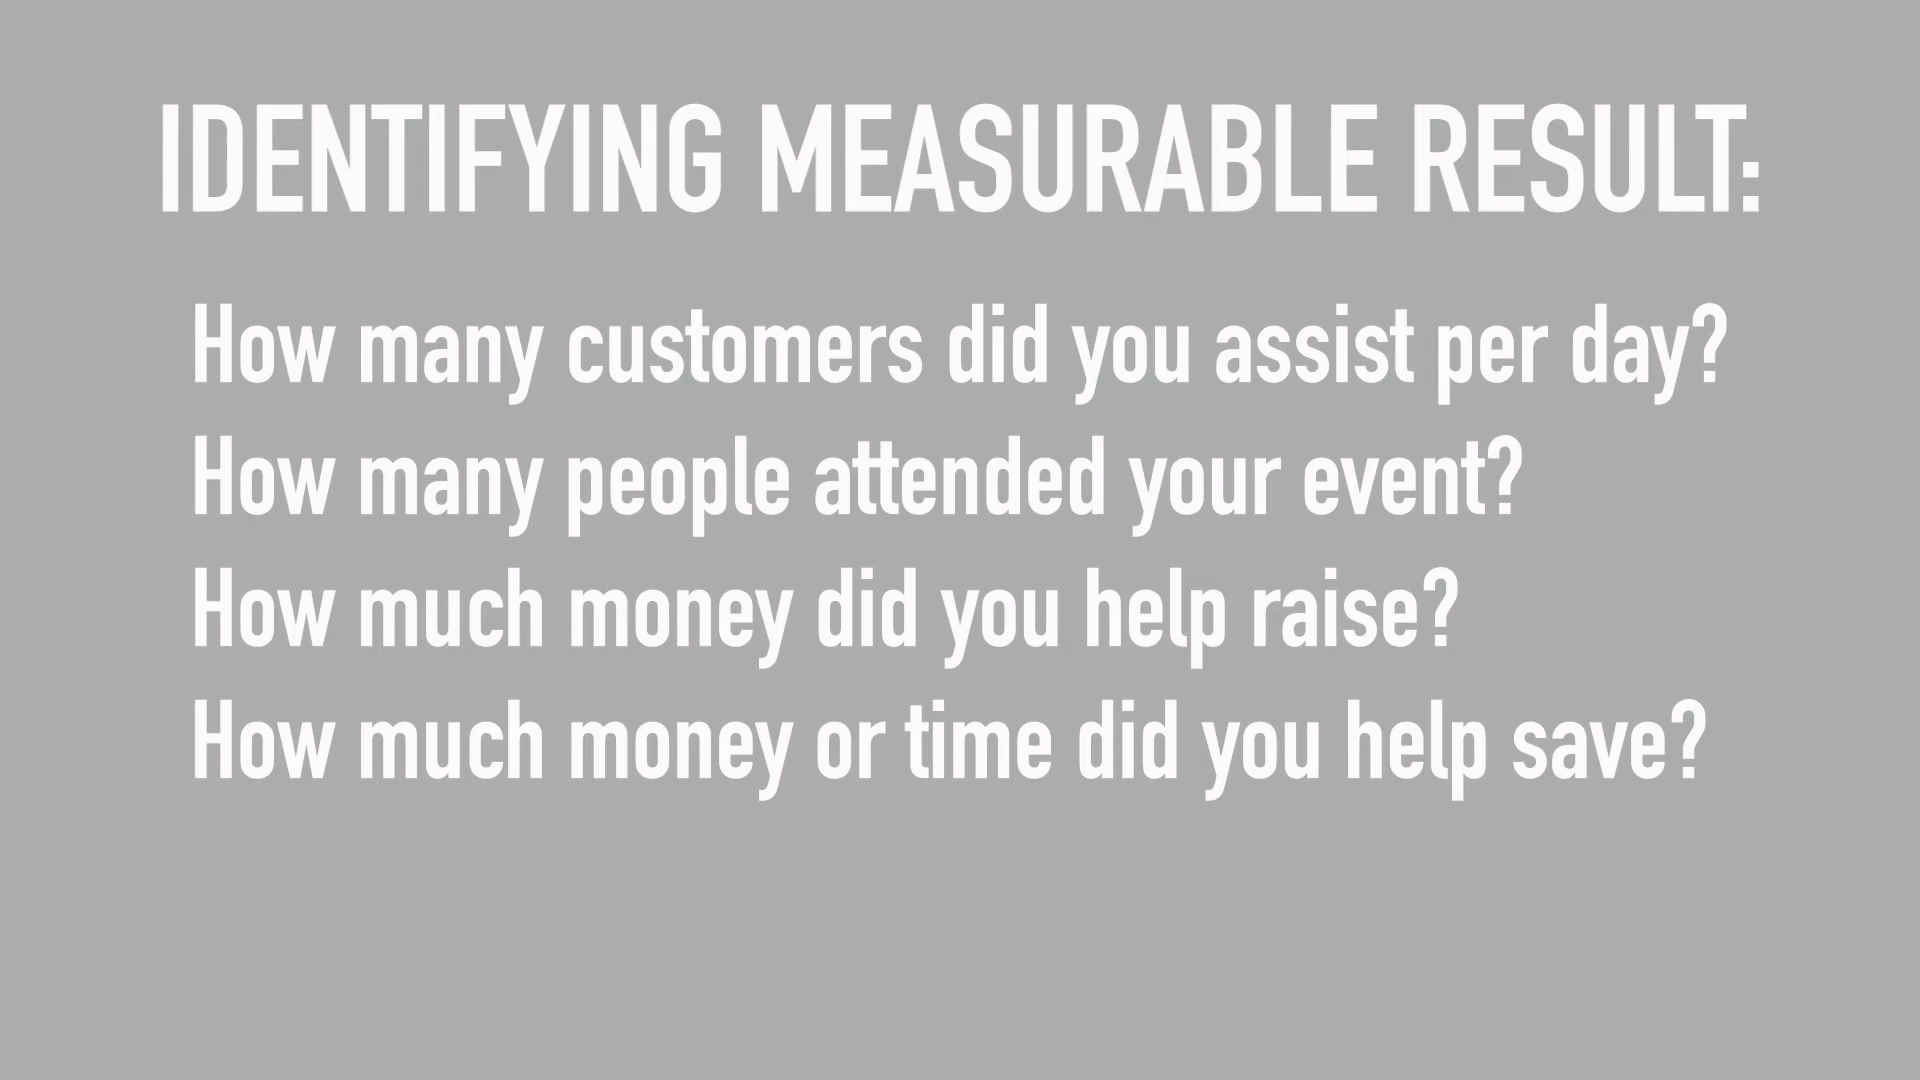 IDENTIFYING MEASURABLE RESULT:
How many customers did you assist per day?
How many people attended your event?
How much money did you help raise?
How much money or time did you help save?